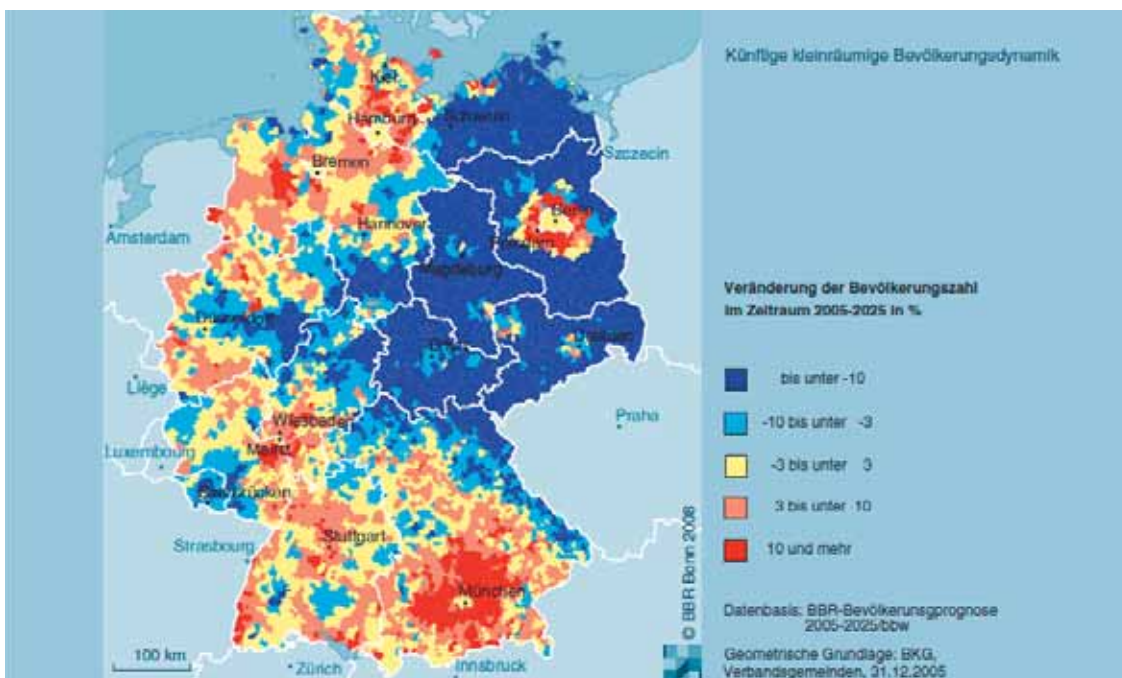 Künftige kleinräumige Bevölkerungsdynamik
Kiel
Schwerin
Hamburg
Szczecin
Bremen
Berlin
Hannover
Amsterdam
Potsdam
Magdeburg
Veränderung der Bevölkerungszahl
im Zeitraum 2005-2025 in %
Düsseldorf
Erfurt
Dresden
bis unter -10
Liège
-10 bis unter -3
Wiesbaden
Praha
Luxembourg
Mainz
-3 bis unter 3
Saarbrücken
3 bis unter 10
Stuttgart
Strasbourg
10 und mehr
München
© BBR Bonn 2008
Datenbasis: BBR-Bevölkerunsgprognose
2005-2025/bbw
100 km
Zürich
Innsbruck
Geometrische Grundlage: BKG,
Verbandsgemeinden, 31.12.2005